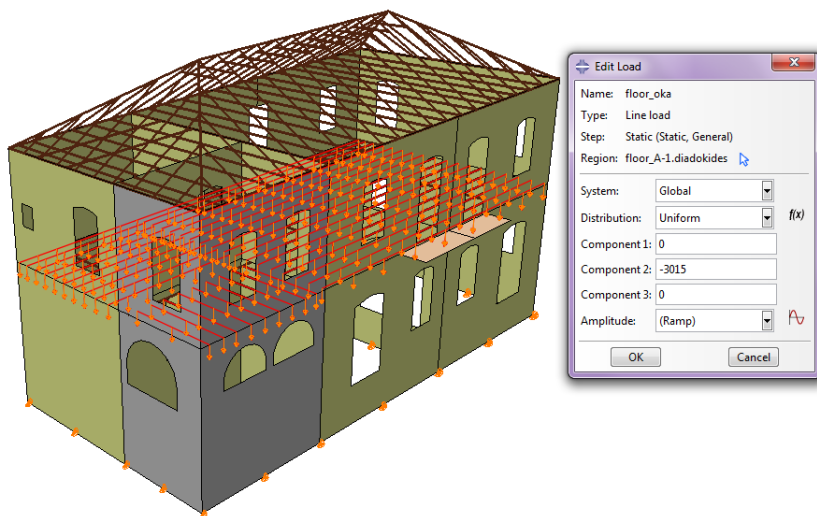 Edit Load
Name: floor_oka
Type: Line load
Step: Static (Static, General)
Region: floor_A-1.diadokides
System: Global
Distribution: Uniform f(x)
Component 1: 0
Component 2: -3015
Component 3: 0
Amplitude: (Ramp)
OK Cancel